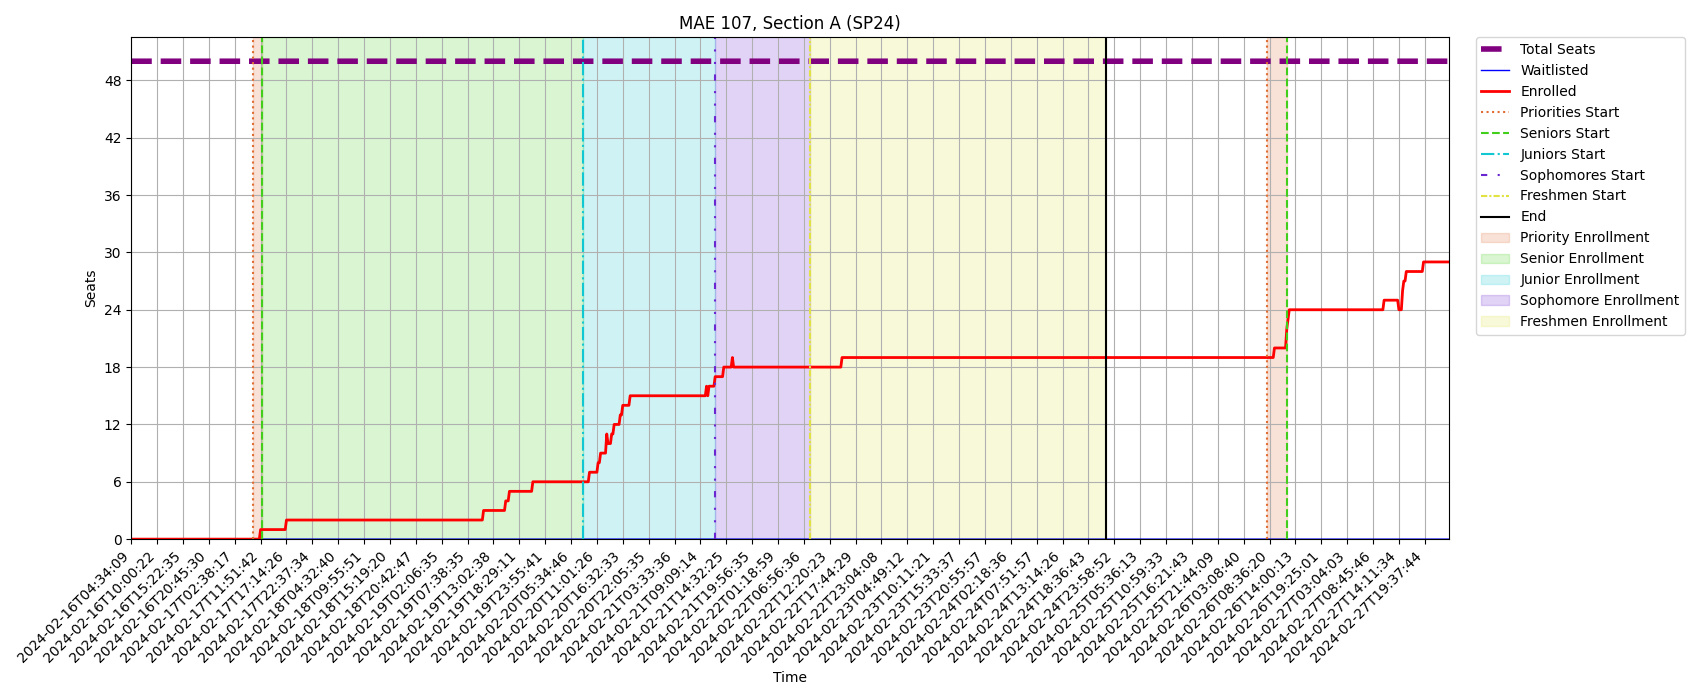 MAE 107, Section A (SP24)
Seats
48
42
36
30
24
18
12
6
0
2024-02-16T04:34:09
2024-02-16T10:00:22
2024-02-16T15:22:35
2024-02-16T20:45:30
2024-02-17T02:38:17
2024-02-17T11:51:42
2024-02-17T17:14:26
2024-02-17T22:37:34
2024-02-18T04:32:40
2024-02-18T09:55:51
2024-02-18T15:19:20
2024-02-18T20:42:47
2024-02-19T02:06:35
2024-02-19T07:38:35
2024-02-19T13:02:38
2024-02-19T18:29:11
2024-02-19T23:55:41
2024-02-20T05:34:46
2024-02-20T11:01:26
2024-02-20T16:32:33
2024-02-20T22:05:35
2024-02-21T03:33:36
2024-02-21T09:09:14
2024-02-21T14:32:25
2024-02-21T19:56:35
2024-02-22T01:18:59
2024-02-22T06:56:36
2024-02-22T12:20:23
2024-02-22T17:44:29
2024-02-22T23:04:08
2024-02-23T04:49:12
2024-02-23T10:11:21
2024-02-23T15:33:37
2024-02-23T20:55:57
2024-02-24T02:18:36
2024-02-24T07:51:57
2024-02-24T13:14:26
2024-02-24T18:36:43
2024-02-24T23:58:52
2024-02-25T05:36:13
2024-02-25T10:59:33
2024-02-25T16:21:43
2024-02-25T21:44:09
2024-02-26T03:08:40
2024-02-26T08:36:20
2024-02-26T14:00:13
2024-02-26T19:25:01
2024-02-27T03:04:03
2024-02-27T08:45:46
2024-02-27T14:11:34
2024-02-27T19:37:44
Time
Total Seats
Waitlisted
Enrolled
Priorities Start
Seniors Start
Juniors Start
Sophomores Start
Freshmen Start
End
Priority Enrollment
Senior Enrollment
Junior Enrollment
Sophomore Enrollment
Freshmen Enrollment